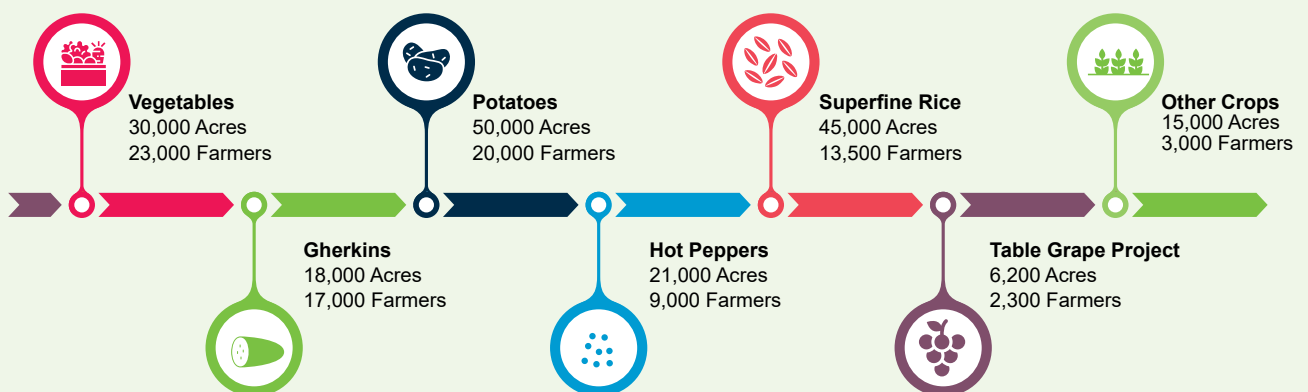 Vegetables
30,000 Acres
23,000 Farmers
Gherkins
18,000 Acres
17,000 Farmers
Potatoes
50,000 Acres
20,000 Farmers
Hot Peppers
21,000 Acres
9,000 Farmers
Superfine Rice
45,000 Acres
13,500 Farmers
Table Grape Project
6,200 Acres
2,300 Farmers
Other Crops
15,000 Acres
3,000 Farmers